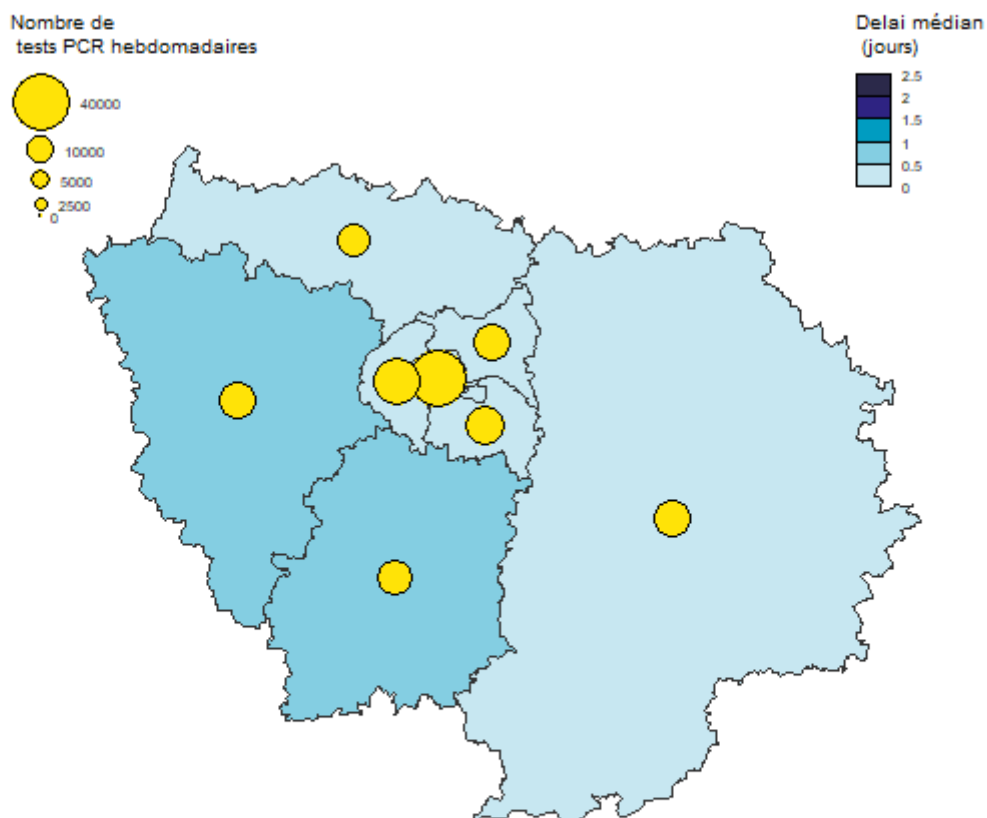 Nombre de
tests PCR hebdomadaires
40000
10000
5000
2500
0
Delai médian
(jours)
2.5
2
1.5
1
0.5
0